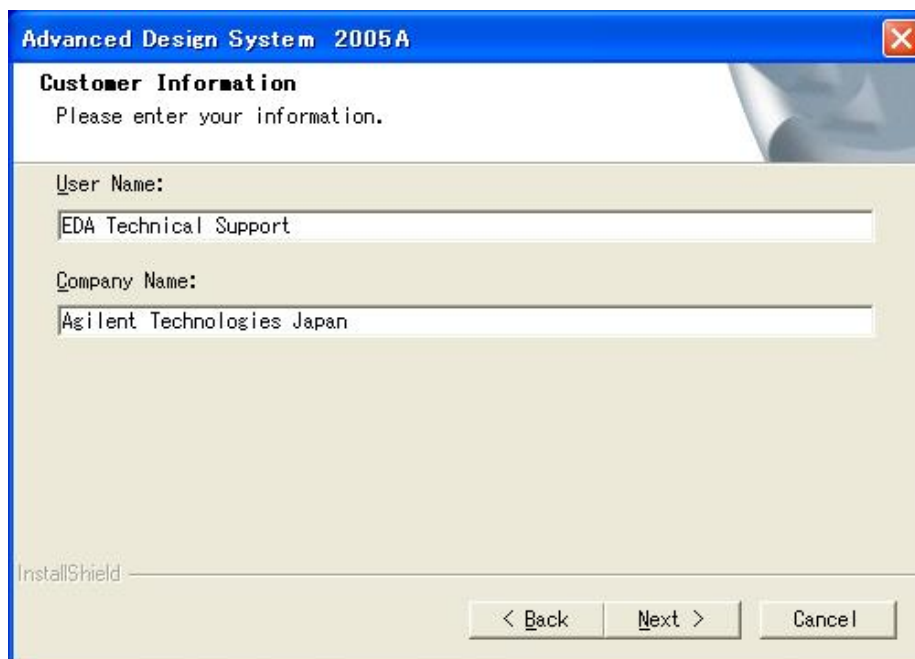 Advanced Design System 2005A
Customer Information
Please enter your information.
User Name:
EDA Technical Support
Company Name:
Agilent Technologies Japan
InstallShield
< Back Next > Cancel